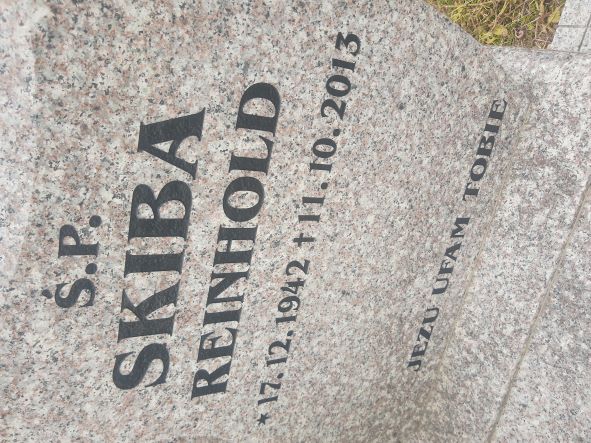 Ś.P.
SKIBA
REINHOLD
* 17.12.1942 † 11.10.2013
JEZU UFAM TOBIE